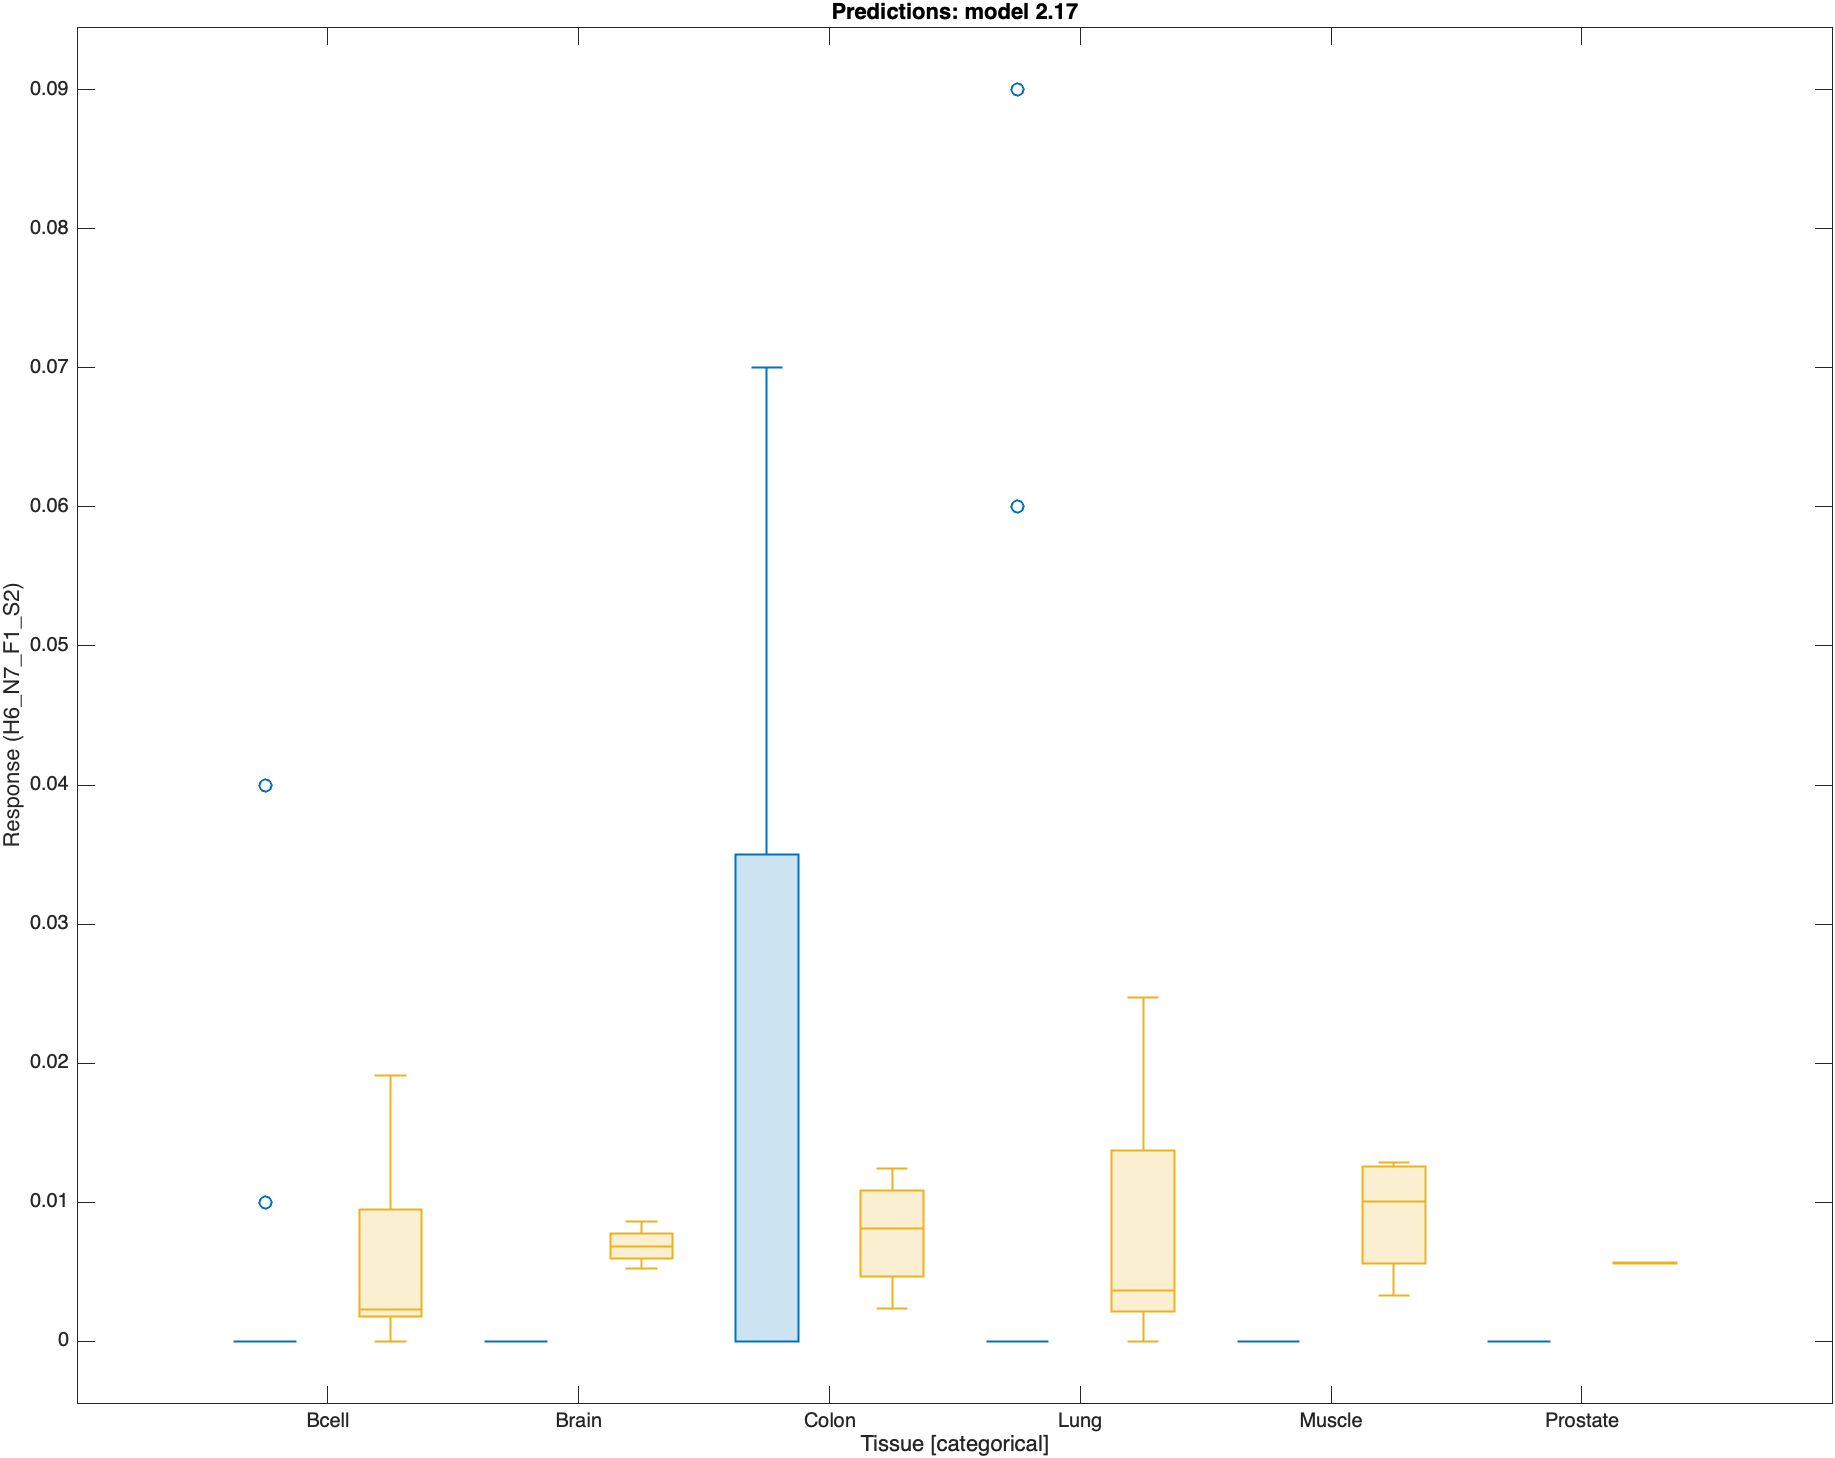 Predictions: model 2.17
0.09
0.08
0.07
0.06
0.05
0.04
0.03
0.02
0.01
0
Response (H6_N7_F1_S2)
Bcell Brain Colon Lung Muscle Prostate
Tissue [categorical]